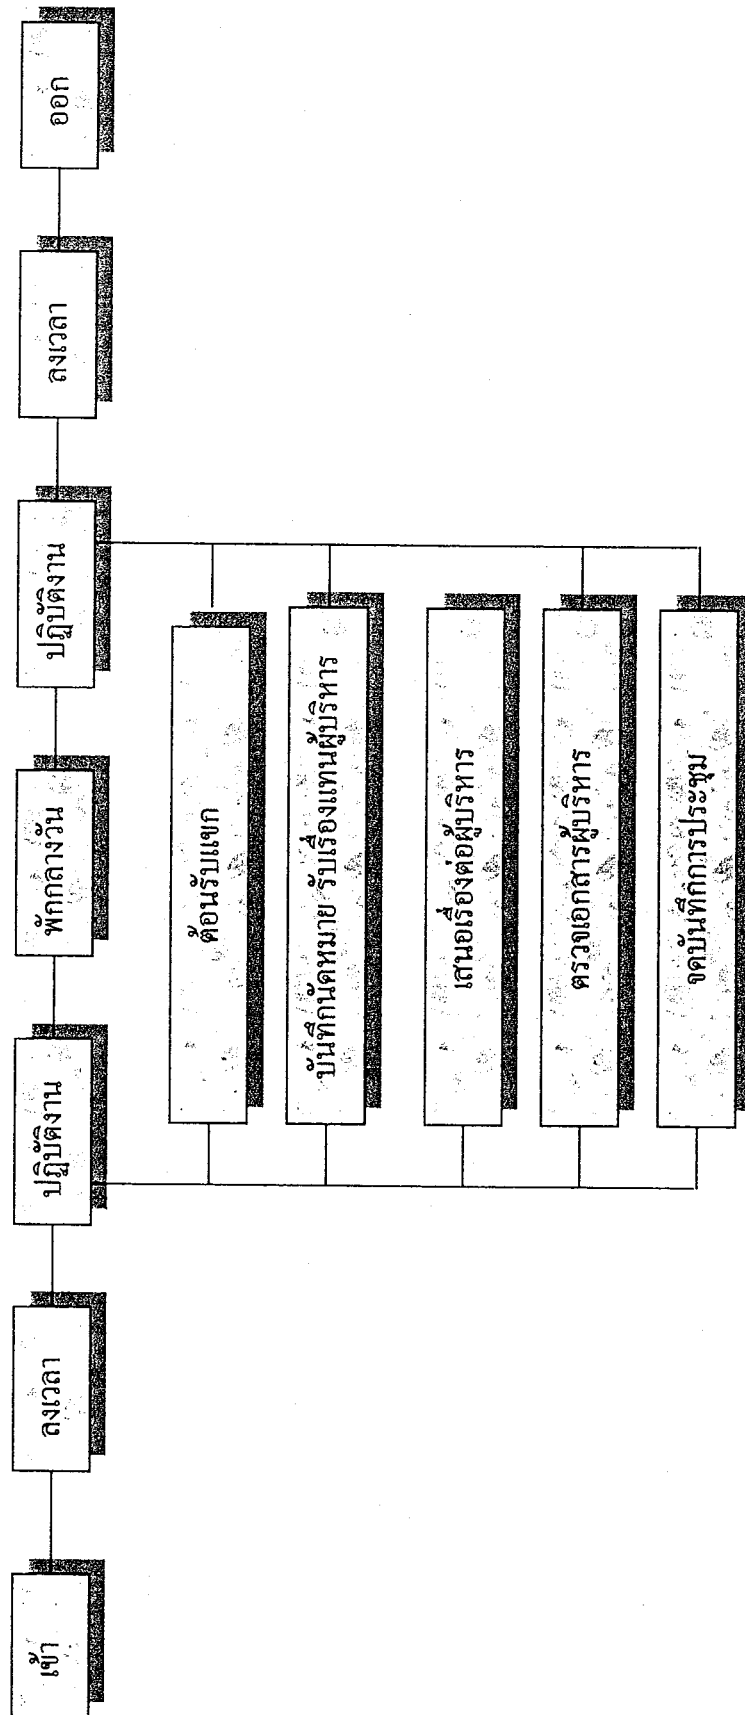 เข้า
ลงเวลา
ปฏิบัติงาน
พักกลางวัน
ปฏิบัติงาน
ลงเวลา
ออก
ต้อนรับแขก
บันทึกนัดหมาย รับเรื่องแทนผู้บริหาร
เสนอเรื่องต่อผู้บริหาร
ตรวจเอกสารผู้บริหาร
จดบันทึกการประชุม